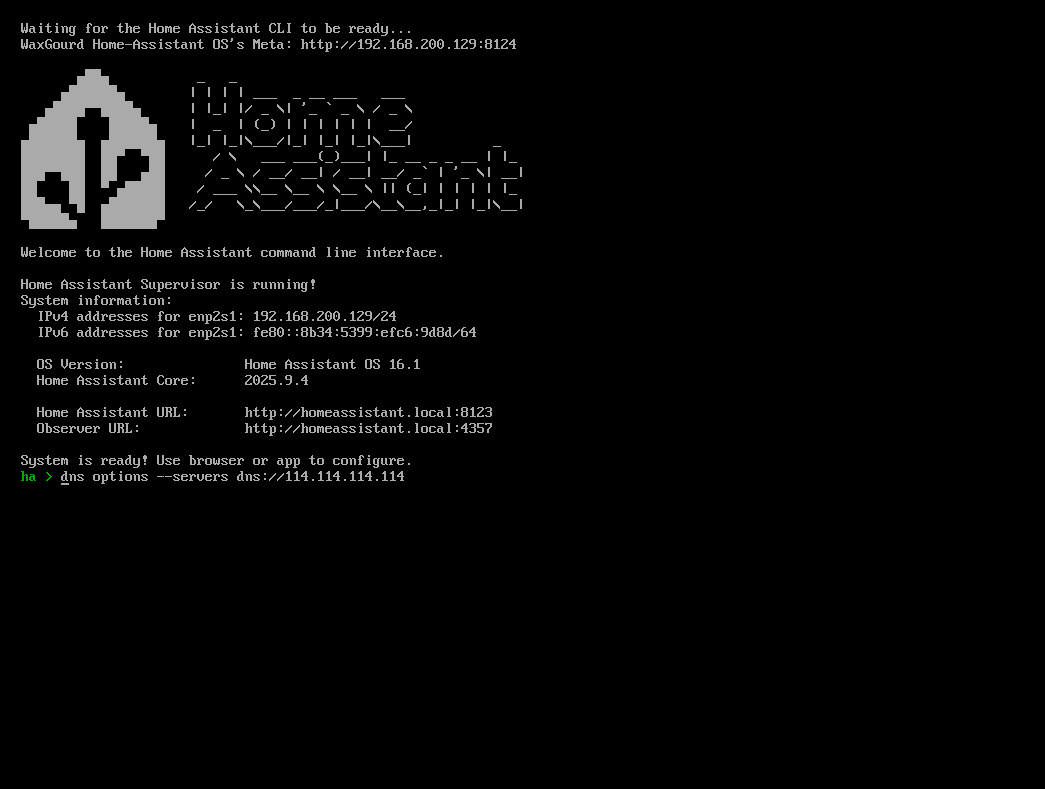 Waiting for the Home Assistant CLI to be ready...
WaxGourd Home-Assistant OS's Meta: http://192.168.200.129:8124
Home
Assistant
Welcome to the Home Assistant command line interface.
Home Assistant Supervisor is running!
System information:
IPv4 addresses for enp2s1: 192.168.200.129/24
IPv6 addresses for enp2s1: fe80::8b34:5399:efc6:9d8d/64
OS Version: Home Assistant OS 16.1
Home Assistant Core: 2025.9.4
Home Assistant URL: http://homeassistant.local:8123
Observer URL: http://homeassistant.local:4357
System is ready! Use browser or app to configure.
ha > dns options --servers dns://114.114.114.114